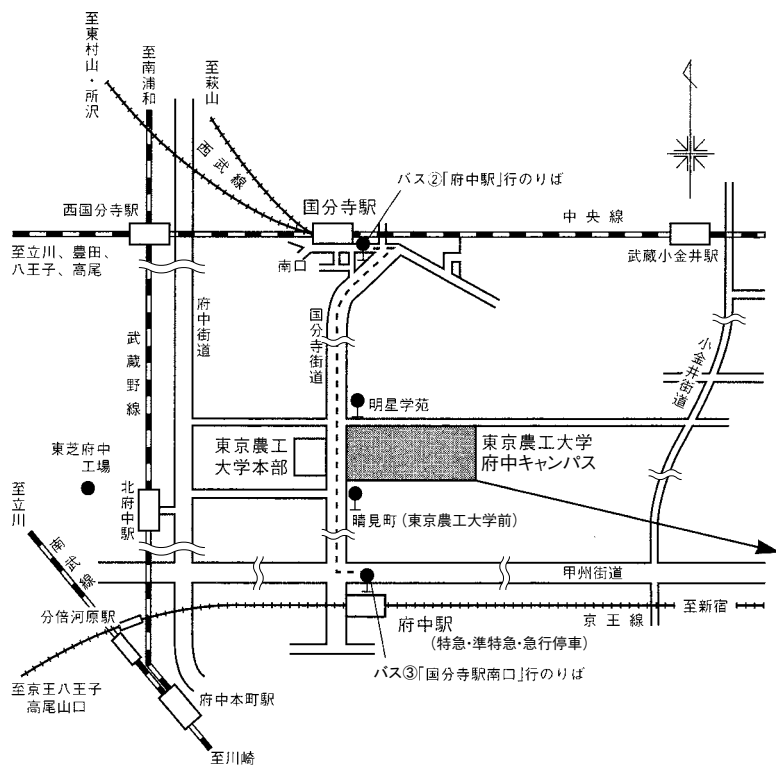 至東村山・所沢
至南浦和
至萩山
西武線
バス②「府中駅」行のりば
西国分寺駅
国分寺駅
中央線
至立川、豊田、
八王子、高尾
南口
武蔵小金井駅
府中街道
国分寺街道
武蔵野線
小金井街道
明星学苑
東芝府中
工場
東京農工
大学本部
東京農工大学
府中キャンパス
至立川
北府中駅
晴見町(東京農工大学前)
南武線
甲州街道
分倍河原駅
府中駅
(特急・準特急・急行停車)
京王線
至新宿
バス③「国分寺駅南口」行のりば
至京王八王子
高尾山口
府中本町駅
至川崎